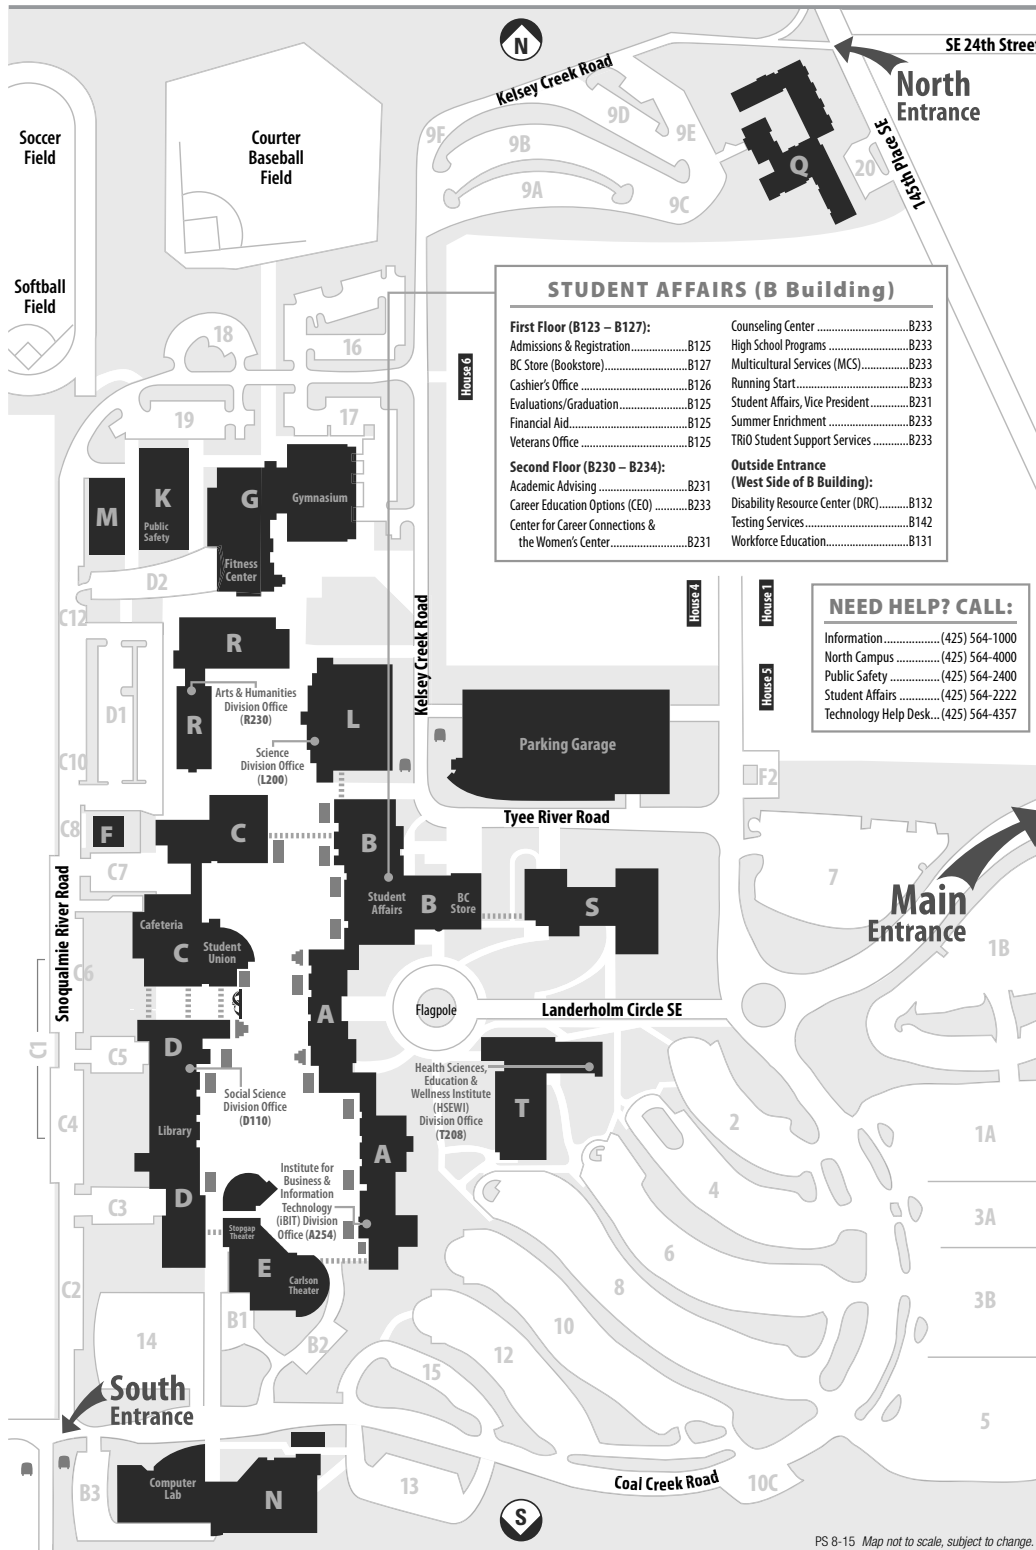 N
SE 24th Street
North
Entrance
Kelsey Creek Road
145th Place SE
Soccer
Field
Courter
Baseball
Field
9F
9B
9D
9E
9A
9C
Q
20
Softball
Field
18
16
19
17
House 6
STUDENT AFFAIRS (B Building)
First Floor (B123 – B127):
Admissions & Registration...................B125
BC Store (Bookstore)............................B127
Cashier's Office ....................................B126
Evaluations/Graduation.......................B125
Financial Aid........................................B125
Veterans Office ....................................B125
Second Floor (B230 – B234):
Academic Advising ..............................B231
Career Education Options (CEO) ...........B233
Center for Career Connections &
the Women's Center..........................B231
Counseling Center ...............................B233
High School Programs ...........................B233
Multicultural Services (MCS)................B233
Running Start......................................B233
Student Affairs, Vice President.............B231
Summer Enrichment ...........................B233
TRiO Student Support Services ............B233
Outside Entrance
(West Side of B Building):
Disability Resource Center (DRC)..........B132
Testing Services...................................B142
Workforce Education............................B131
M
K
Public
Safety
G
Gymnasium
Fitness
Center
D2
C12
House 4
House 1
House 5
NEED HELP? CALL:
Information...................(425) 564-1000
North Campus ..............(425) 564-4000
Public Safety ................(425) 564-2400
Student Affairs .............(425) 564-2222
Technology Help Desk...(425) 564-4357
Kelsey Creek Road
R
R
Arts & Humanities
Division Office
(R230)
L
Science
Division Office
(L200)
D1
C10
Parking Garage
F2
Tyee River Road
C8
F
C
B
C7
7
Main
Entrance
Snoqualmie River Road
Cafeteria
C
Student
Union
Student
Affairs
B
BC
Store
S
C6
1B
A
Flagpole
Landerholm Circle SE
C1
C5
D
Social Science
Division Office
(D110)
Health Sciences,
Education &
Wellness Institute
(HSEWI)
Division Office
(T208)
T
2
C4
Library
A
1A
4
Institute for
Business &
Information
Technology
(iBIT) Division
Office (A254)
C3
D
3A
Stopgap
Theater
E
Carlson
Theater
6
8
C2
3B
B1
B2
10
14
12
15
South
Entrance
5
B3
Computer
Lab
N
13
Coal Creek Road
10C
S
PS 8-15 Map not to scale, subject to change.